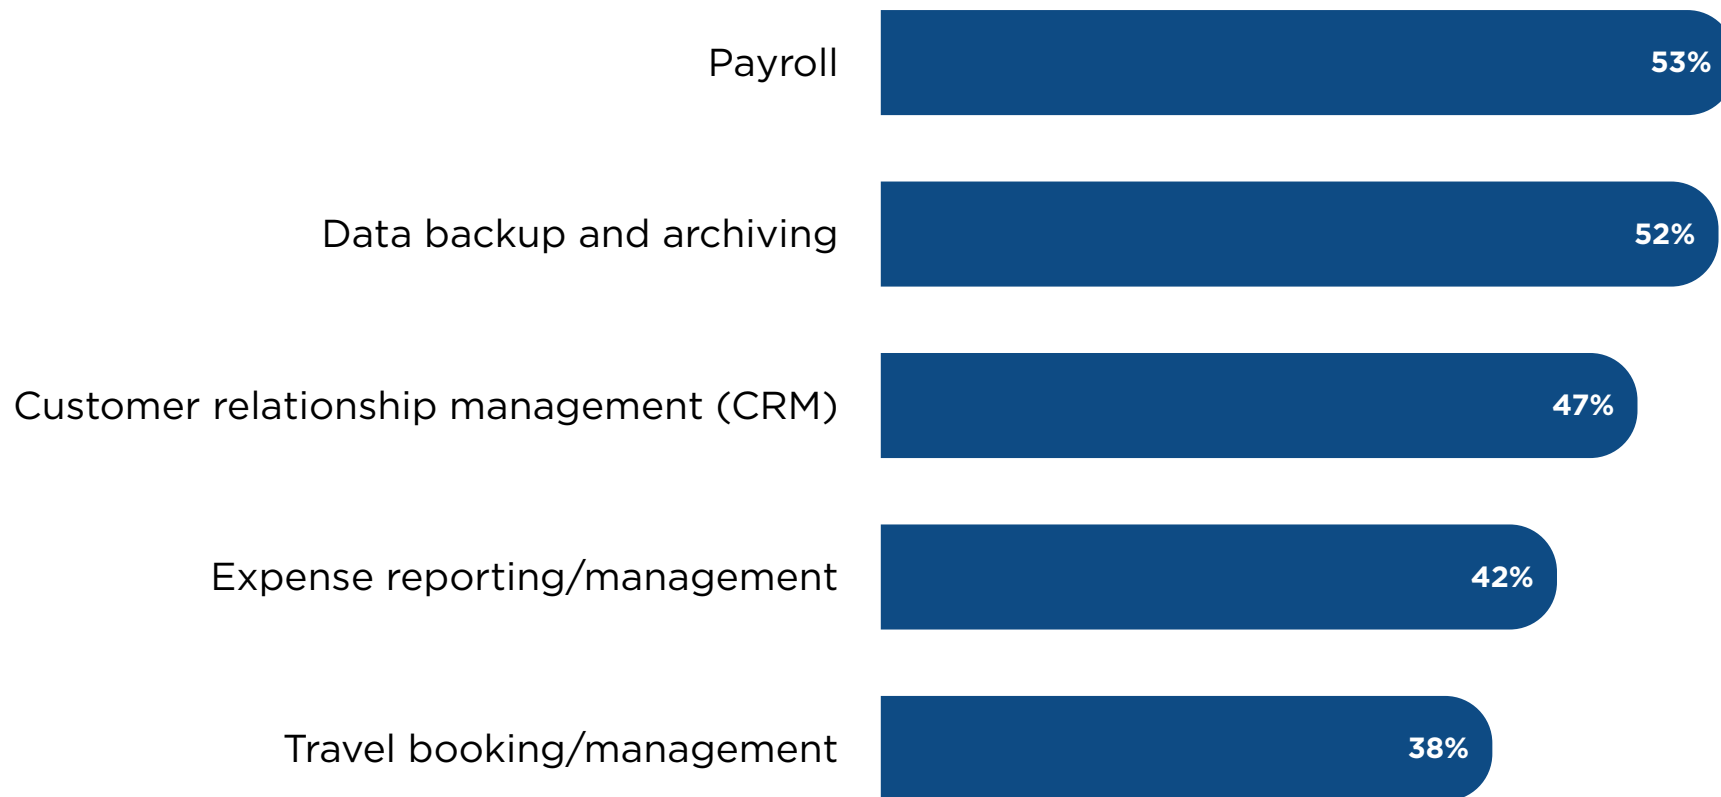 Payroll 53%
Data backup and archiving 52%
Customer relationship management (CRM) 47%
Expense reporting/management 42%
Travel booking/management 38%